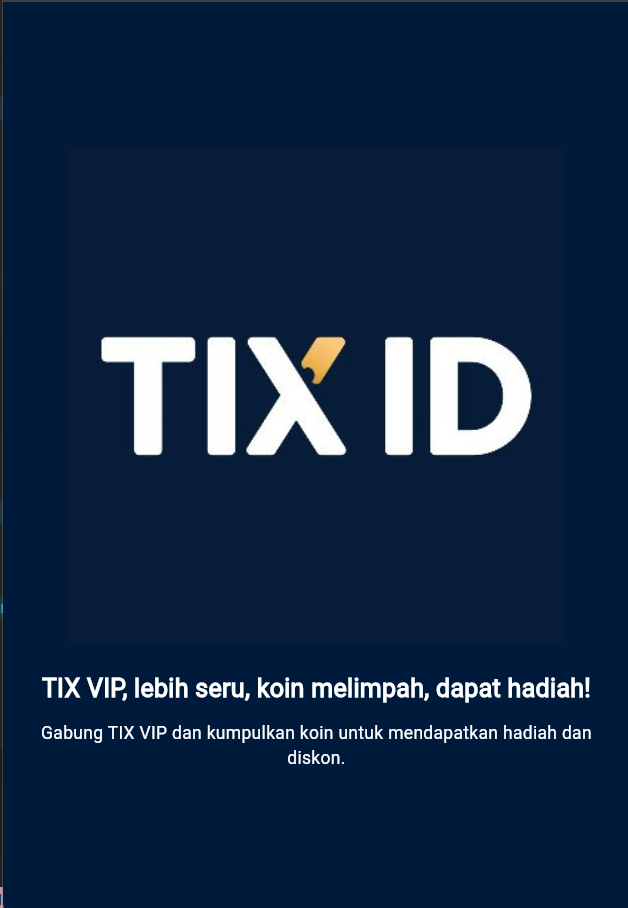 TIX ID
TIX VIP, lebih seru, koin melimpah, dapat hadiah!
Gabung TIX VIP dan kumpulkan koin untuk mendapatkan hadiah dan
diskon.